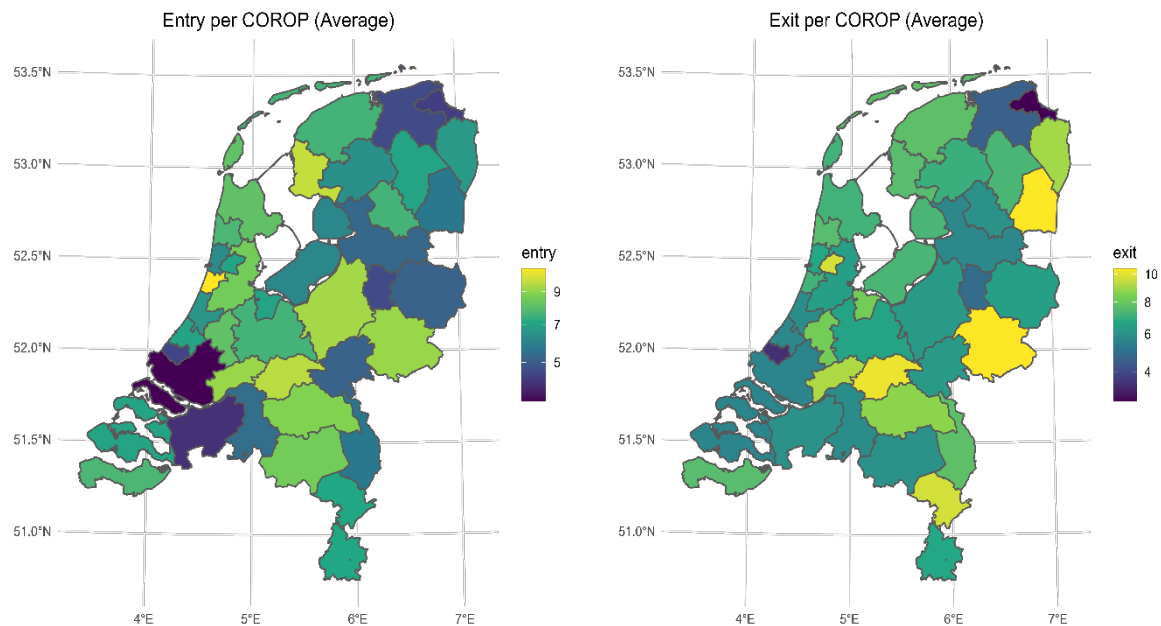 Entry per COROP (Average)
53.5°N
53.0°N
52.5°N
52.0°N
51.5°N
51.0°N
4°E 5°E 6°E 7°E
entry
9
7
5
Exit per COROP (Average)
53.5°N
53.0°N
52.5°N
52.0°N
51.5°N
51.0°N
4°E 5°E 6°E 7°E
exit
10
8
6
4